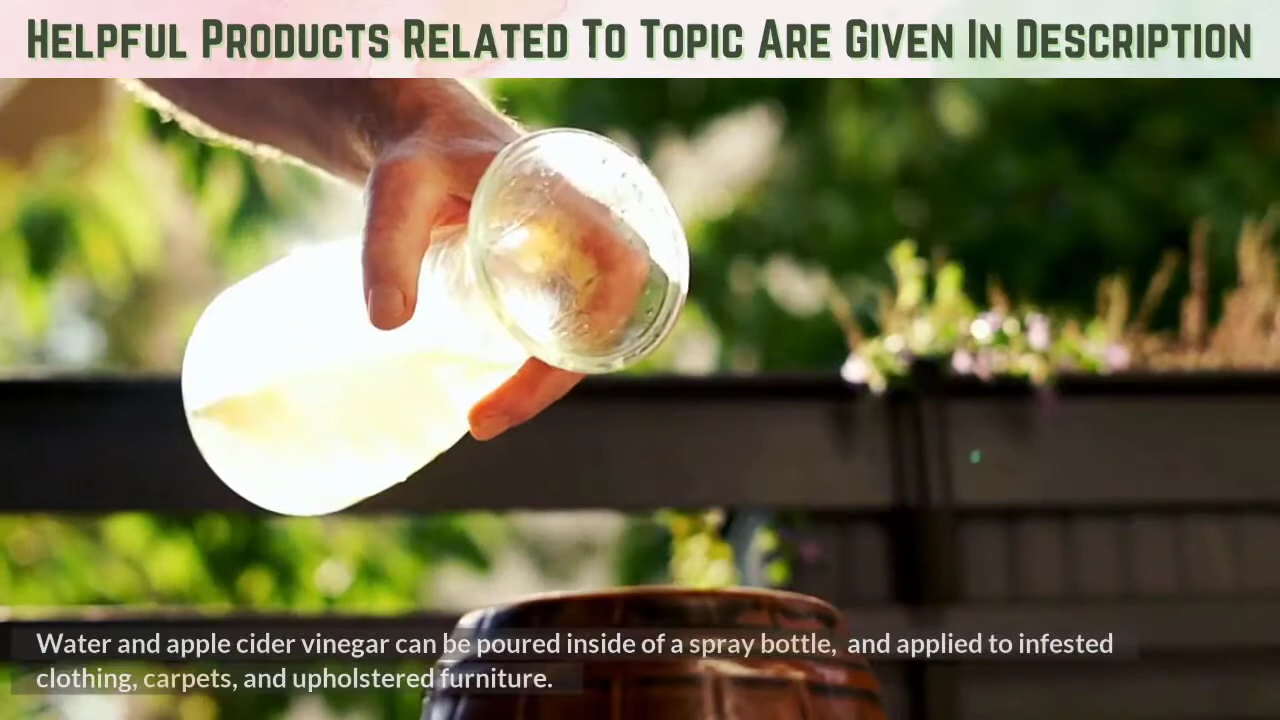 Helpful Products Related To Topic Are Given In Description
Water and apple cider vinegar can be poured inside of a spray bottle,  and applied to infested
clothing, carpets, and upholstered furniture.